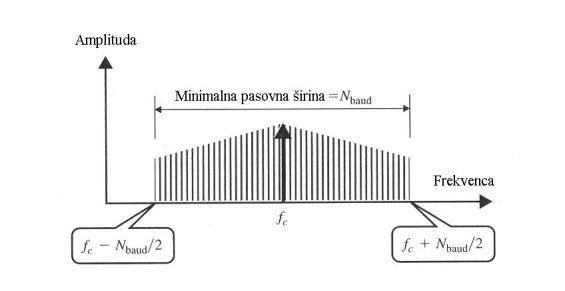 Amplituda
Minimalna pasovna širina =N_baud
Frekvenca
f_c
f_c − N_baud/2
f_c + N_baud/2